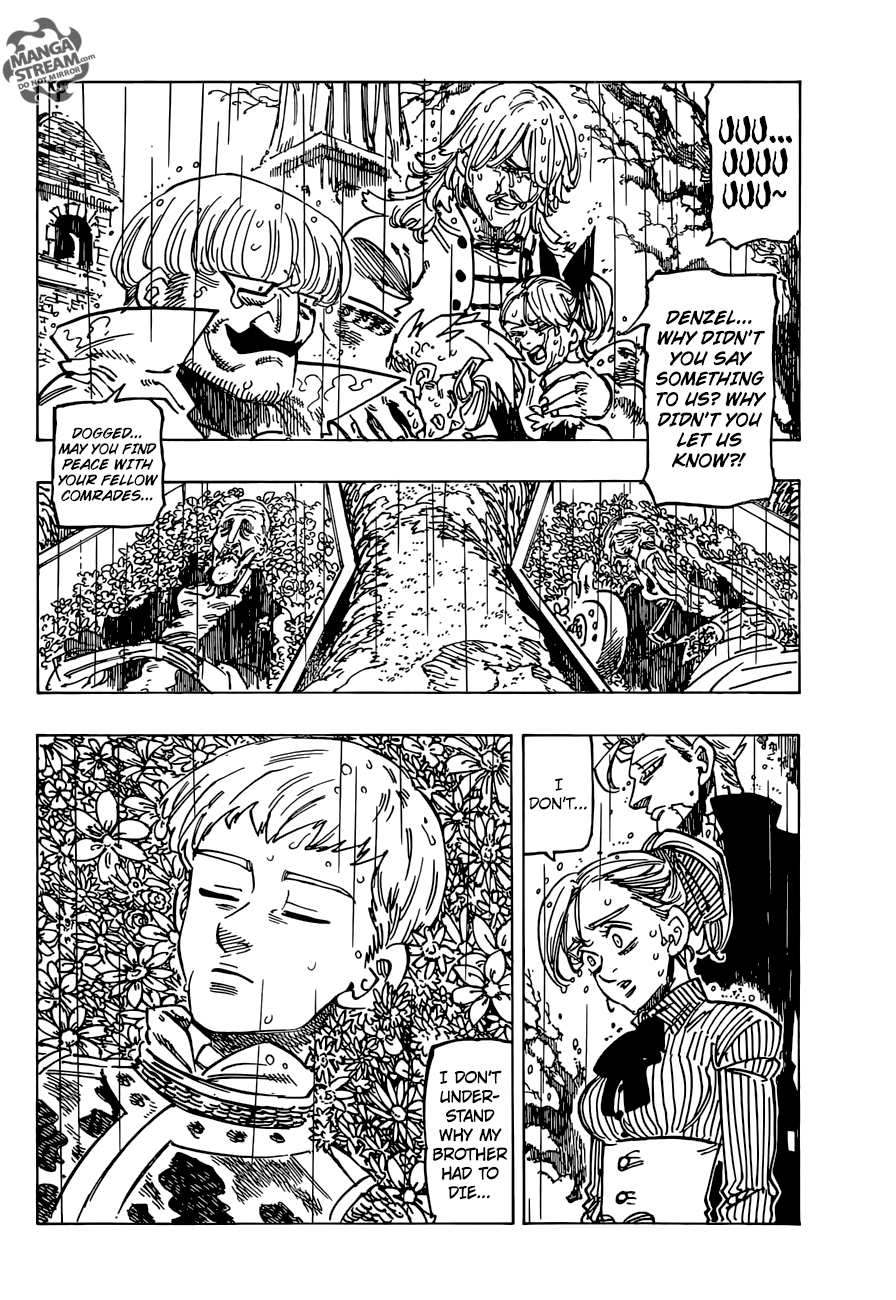 MANGA
STREAM.com
DO NOT MIRROR
UUU...
UUUU
UUU~
DENZEL...
WHY DIDN'T
YOU SAY
SOMETHING
TO US? WHY
DIDN'T YOU
LET US
KNOW?!
DOGGED...
MAY YOU FIND
PEACE WITH
YOUR FELLOW
COMRADES...
I
DON'T...
I DON'T
UNDER-
STAND
WHY MY
BROTHER
HAD TO
DIE...